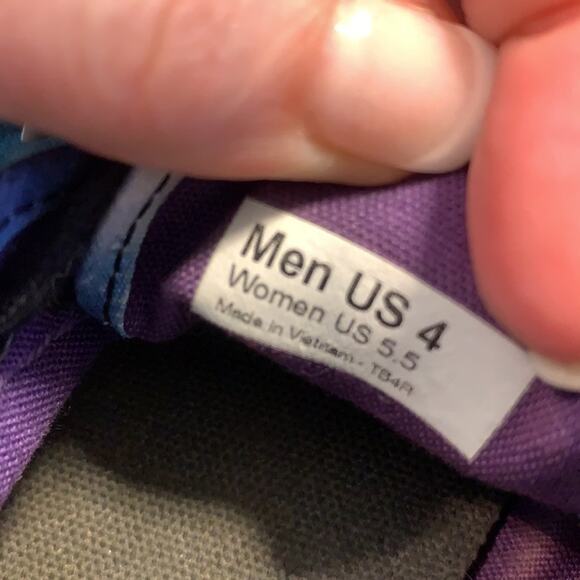 Men US 4
Women US 5.5
Made in Vietnam - TB4R